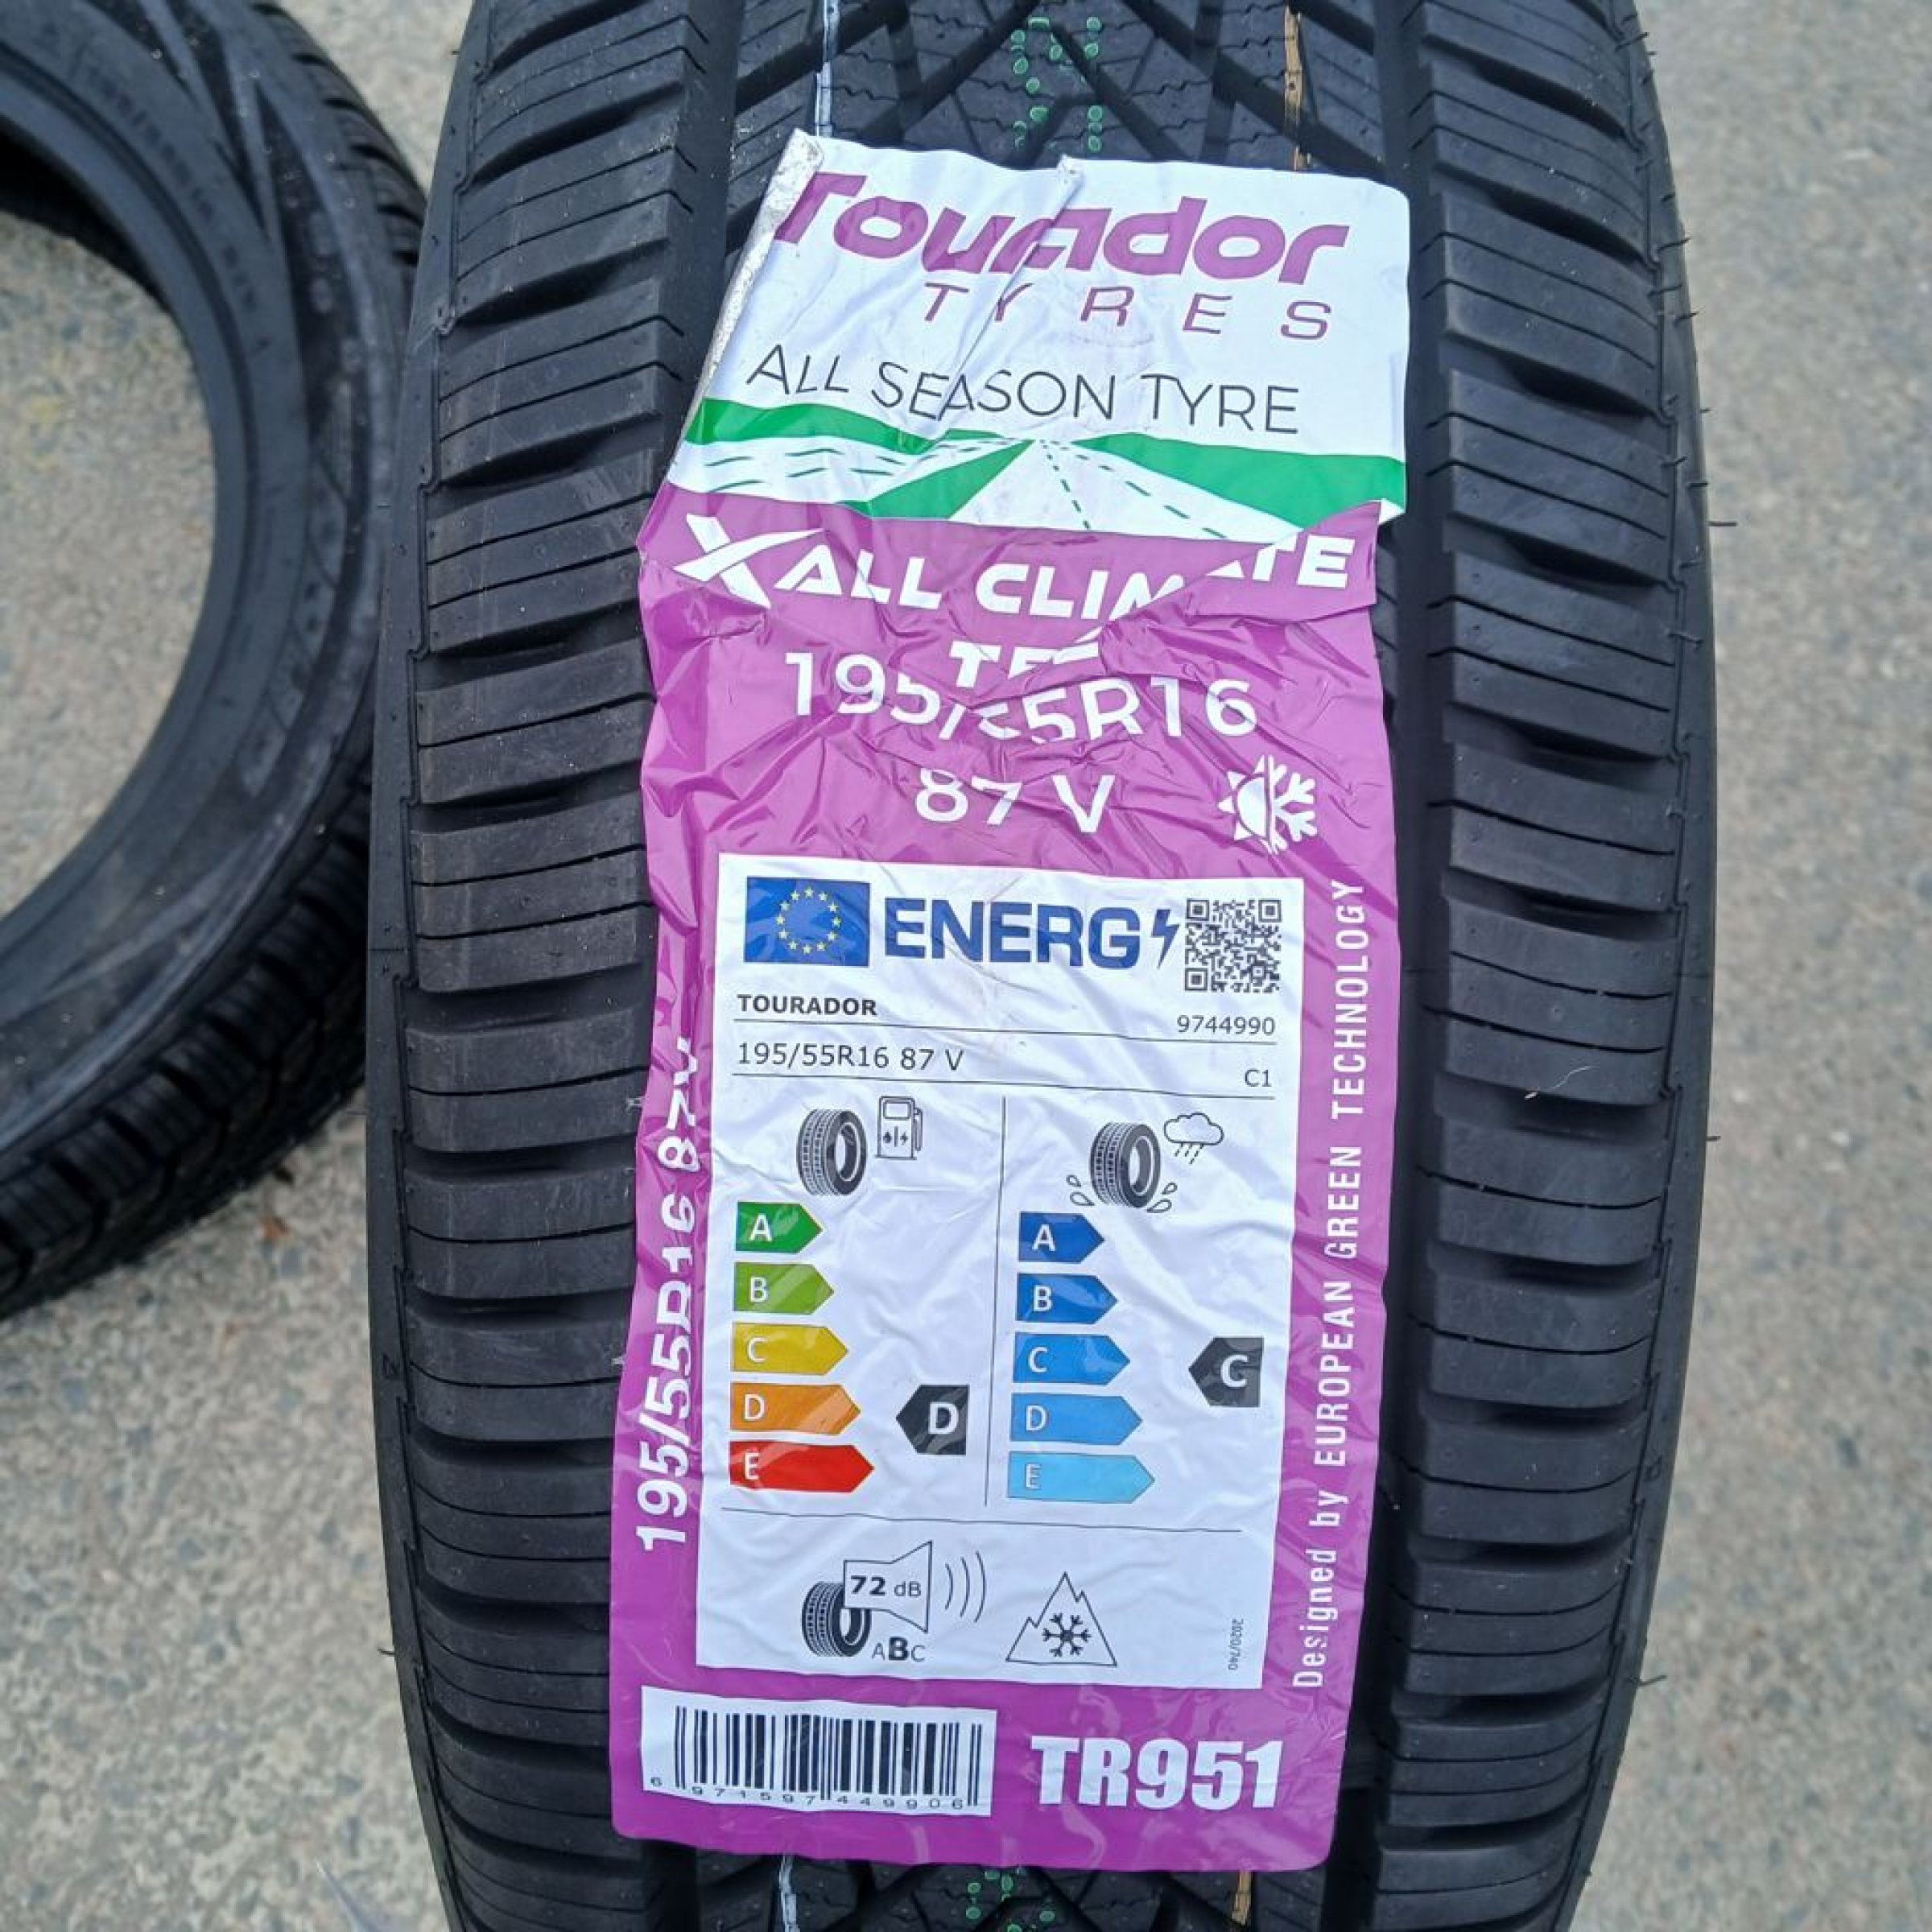 Tourador
TYRES
ALL SEASON TYRE
X ALL CLIMATE
195/55R16
87 V
ENERG
TOURADOR
9744990
195/55R16 87 V
C1
A
B
C
D
E
D
A
B
C
D
E
C
72 dB
ABC
2020/740
195/55R16 87V
Designed by EUROPEAN GREEN TECHNOLOGY
6 971597 449906
TR951